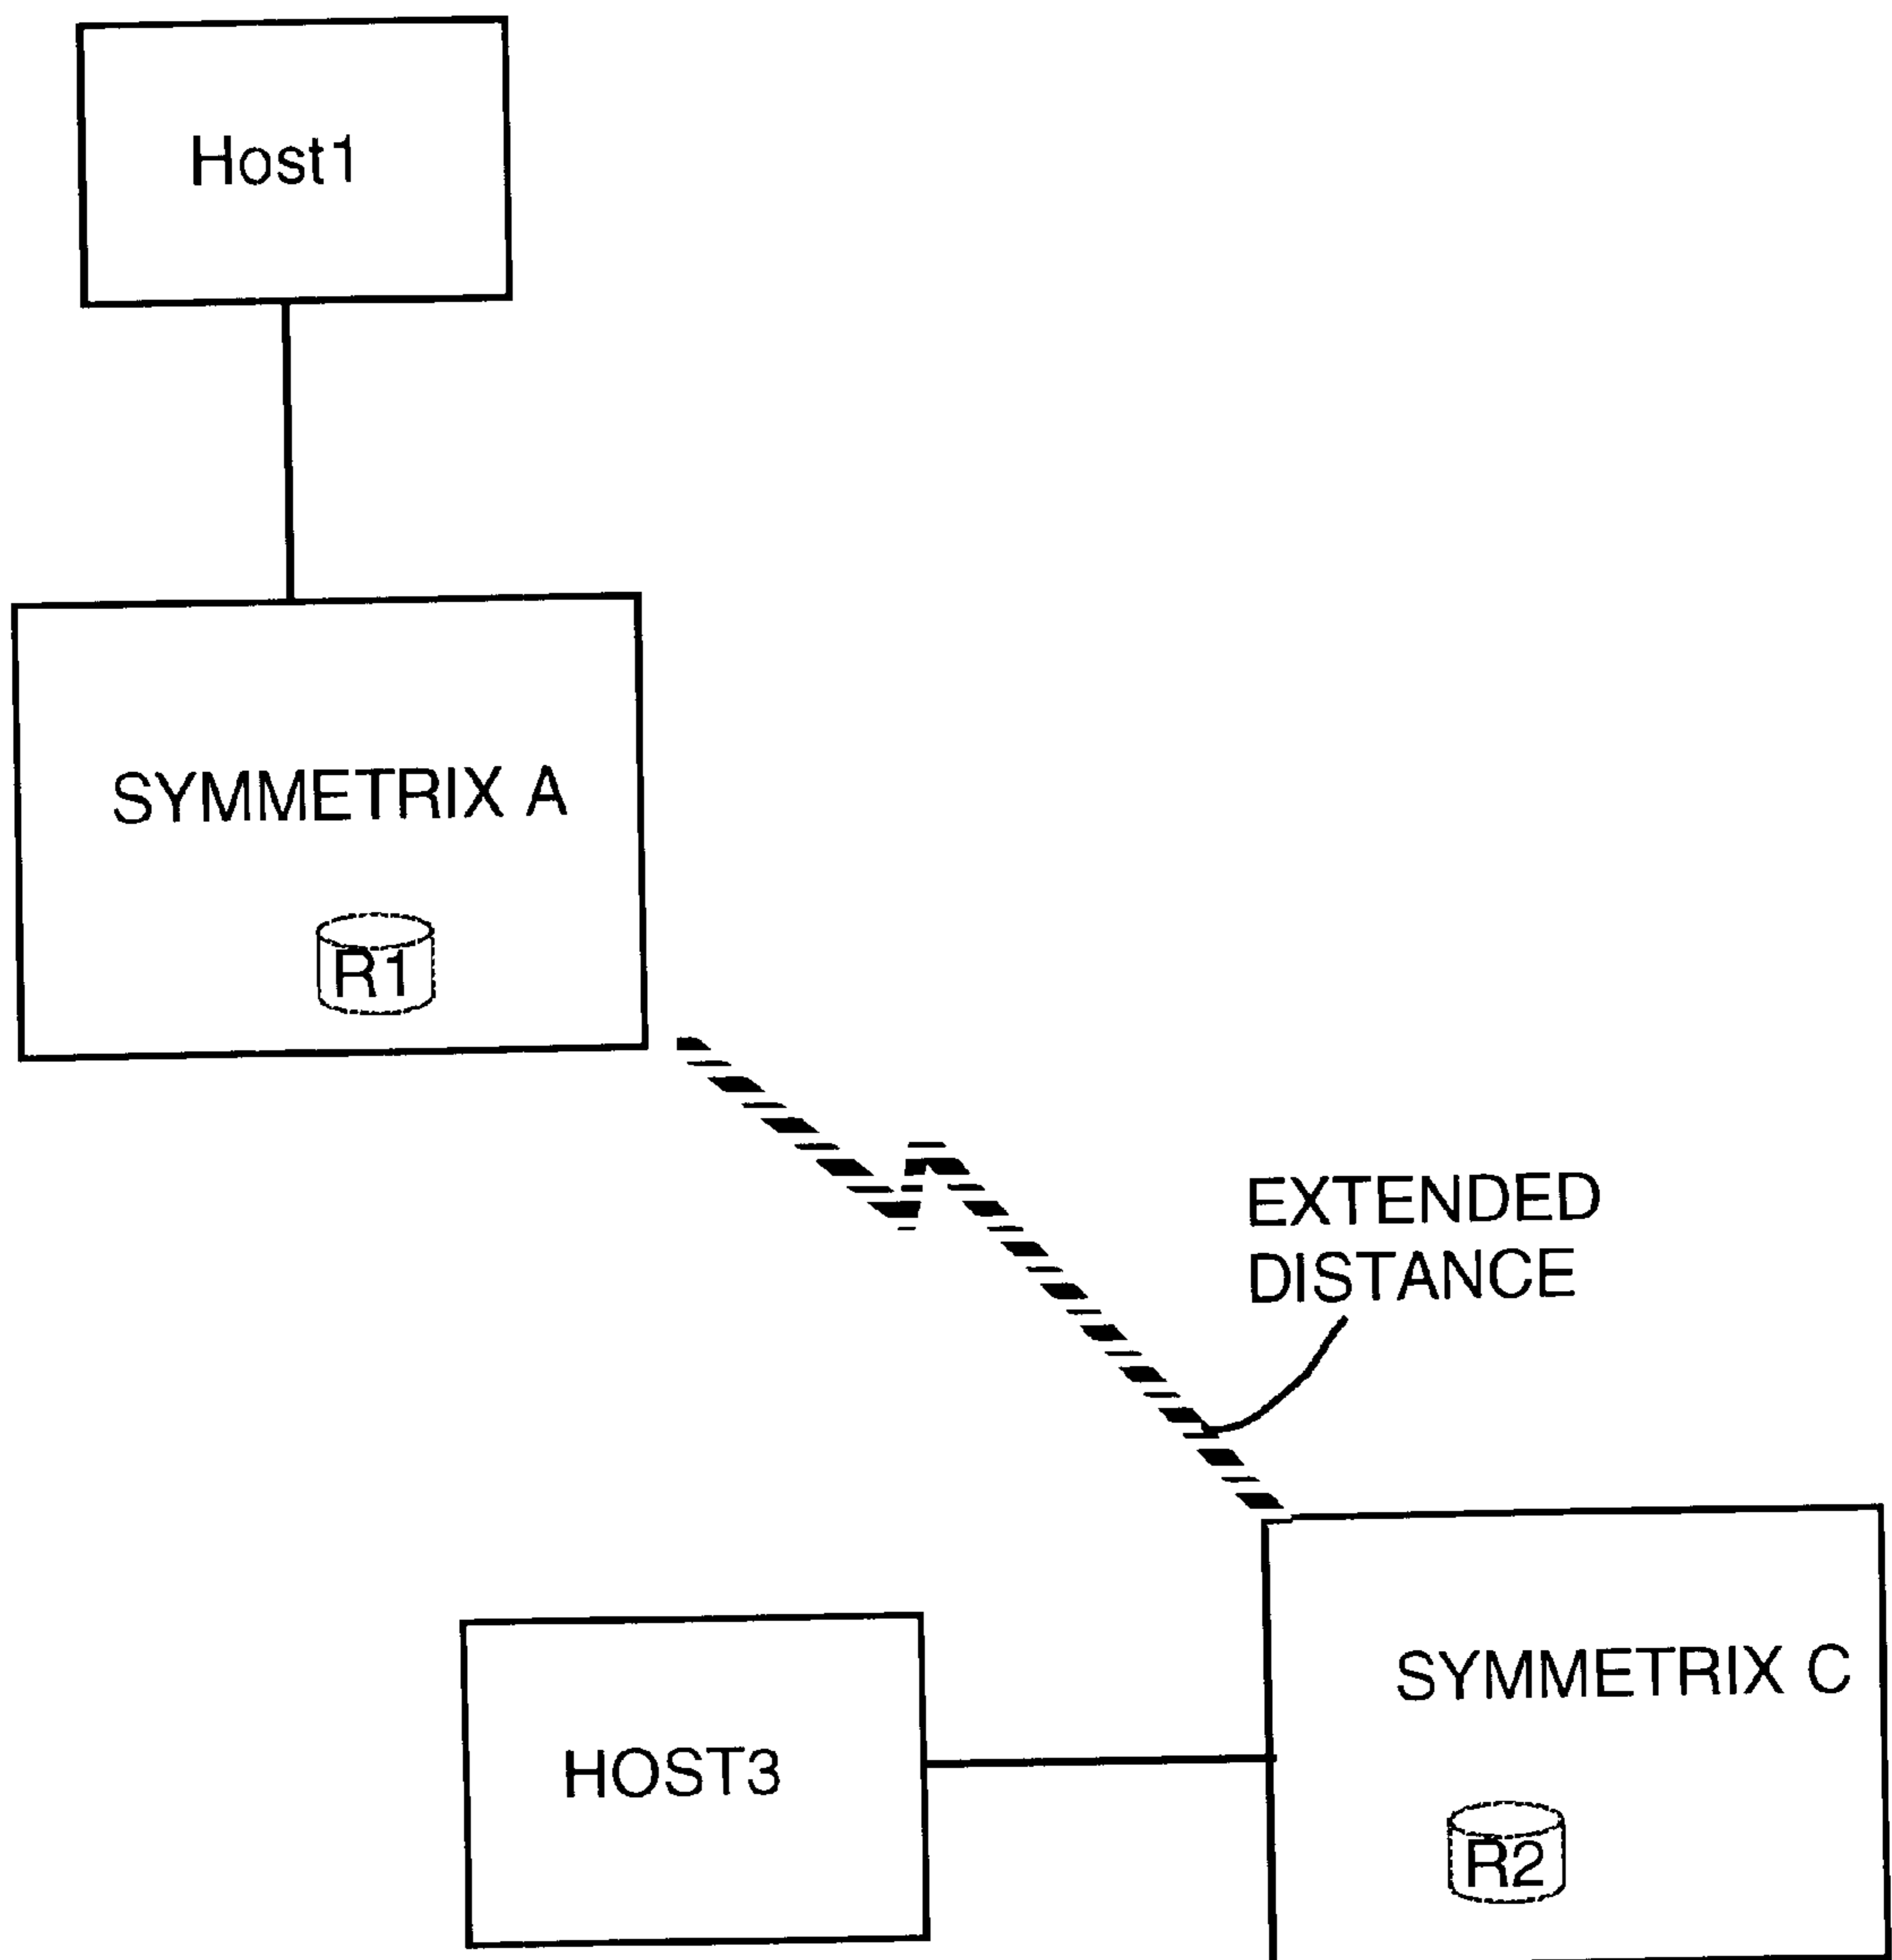 Host1
SYMMETRIX A
R1
EXTENDED
DISTANCE
SYMMETRIX C
HOST3
R2